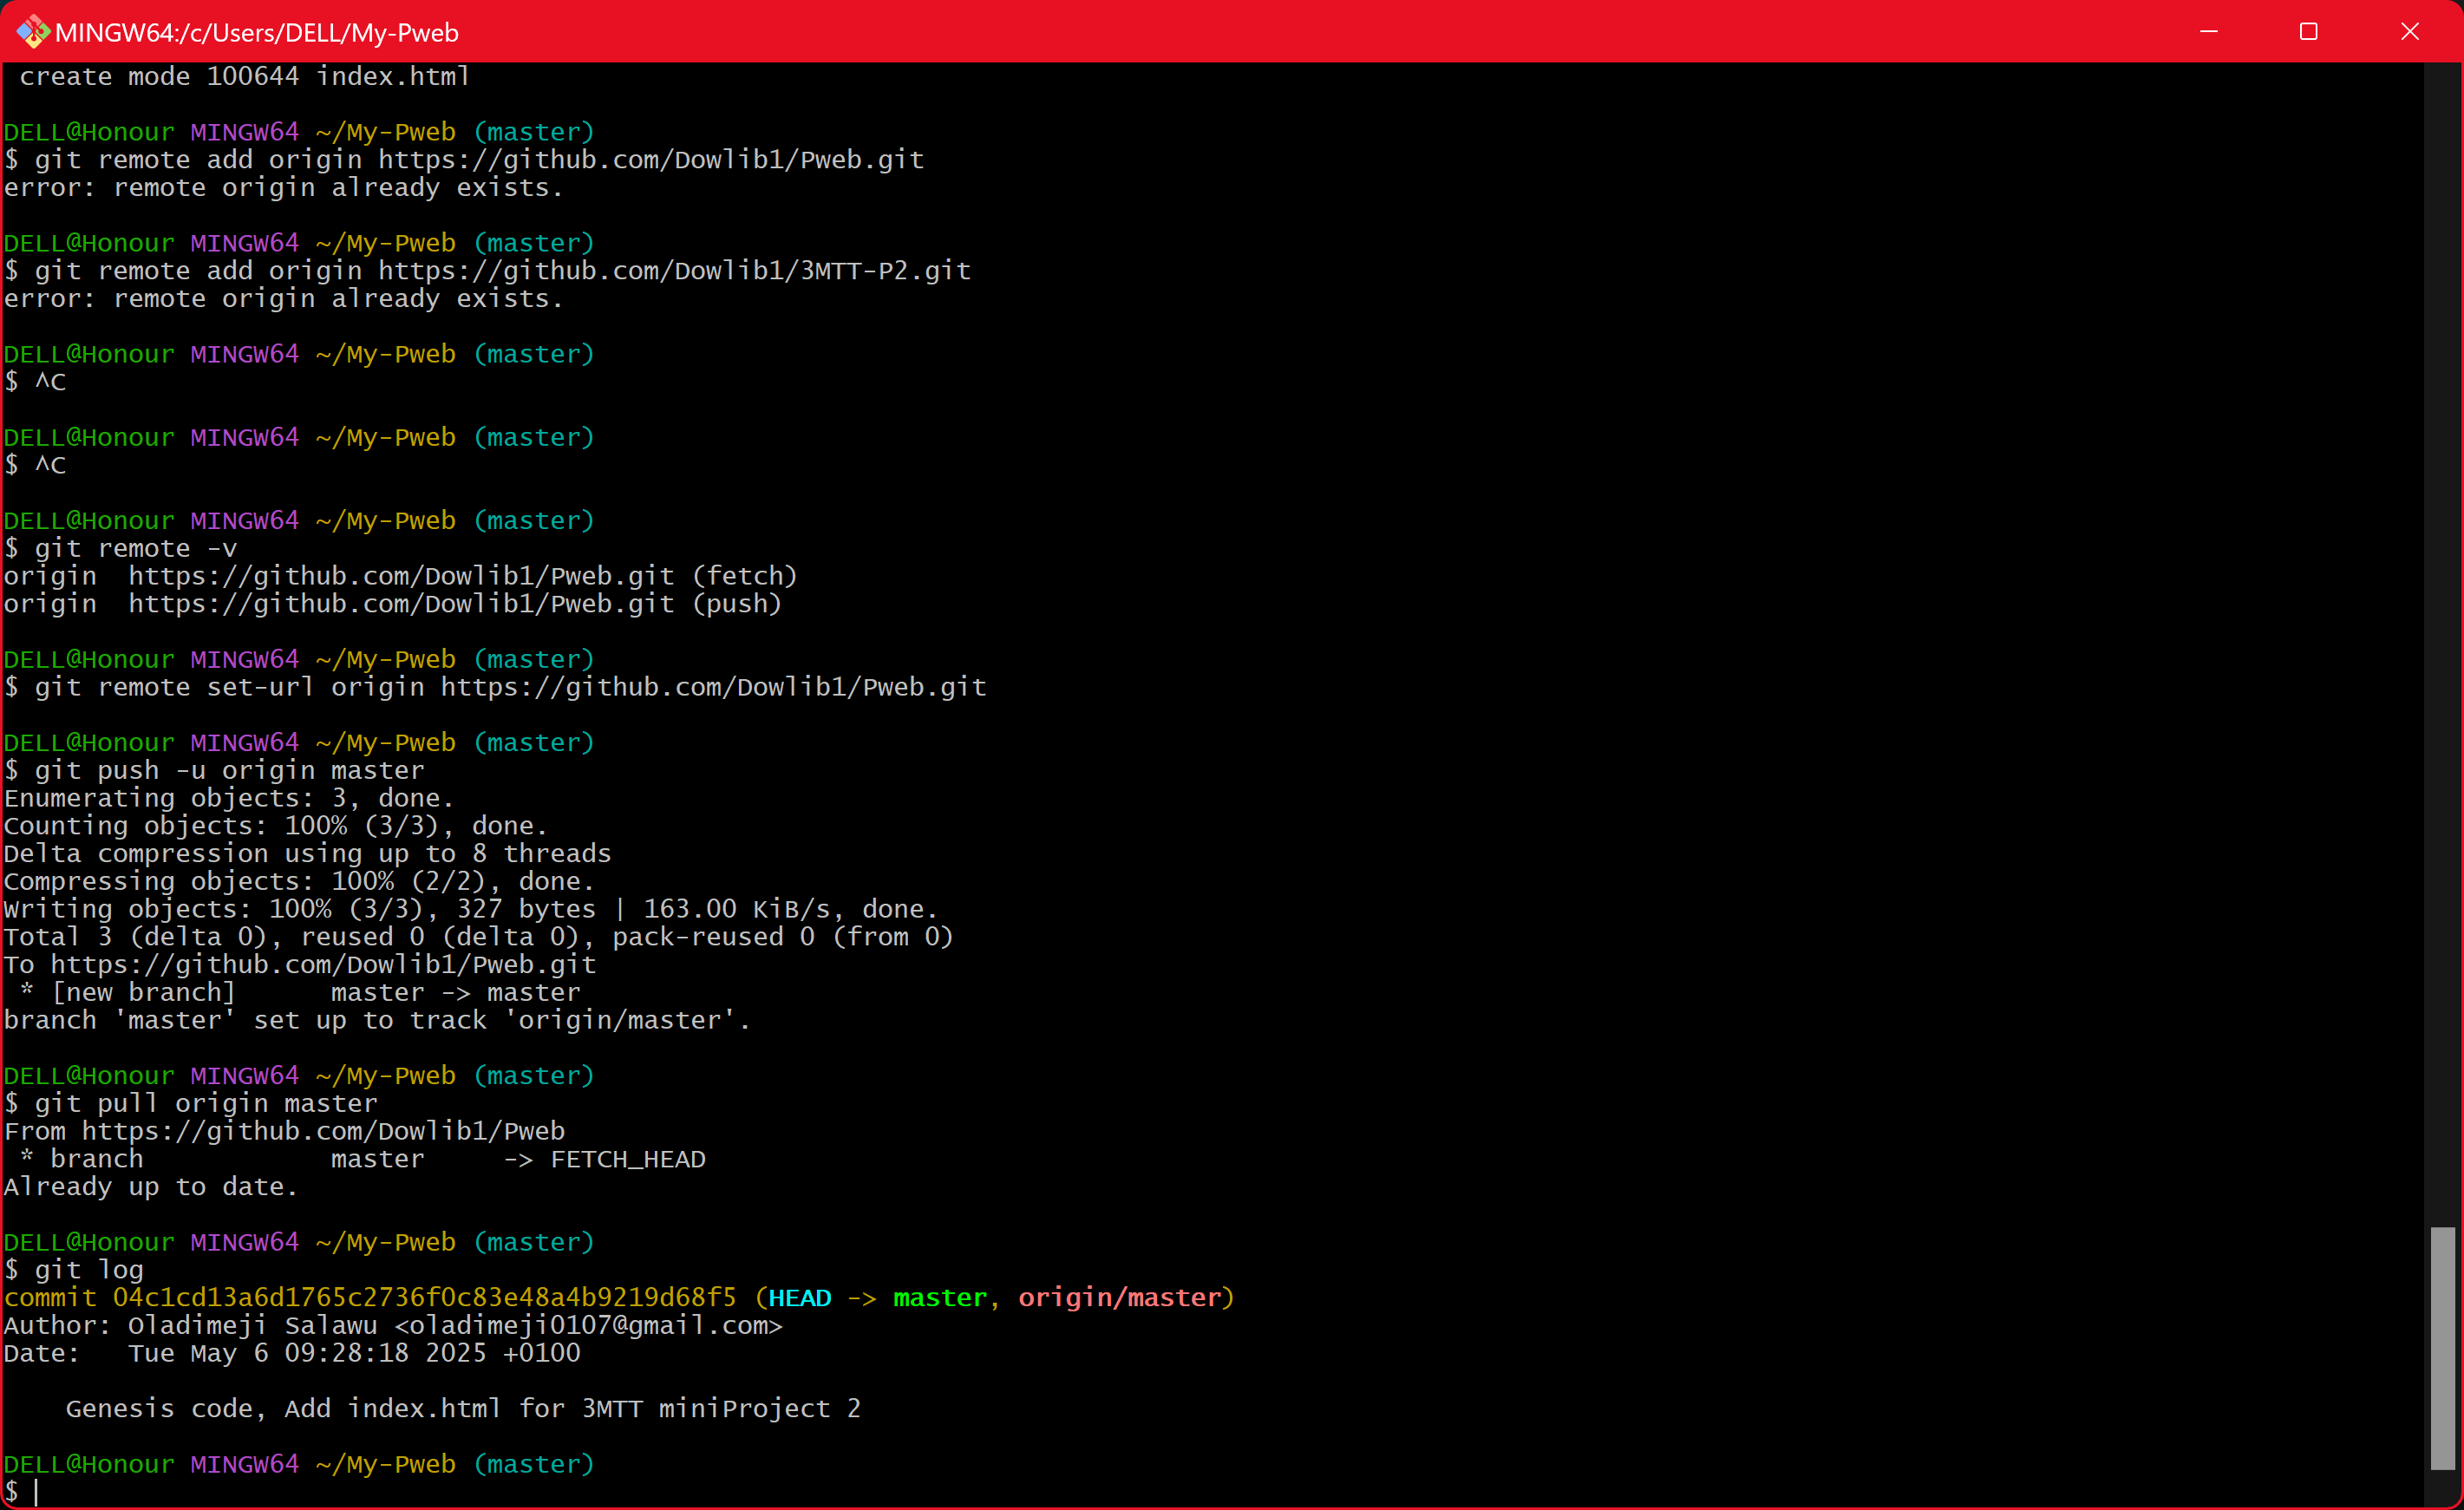 MINGW64:/c/Users/DELL/My-Pweb
create mode 100644 index.html
DELL@Honour MINGW64 ~/My-Pweb (master)
$ git remote add origin https://github.com/Dowlib1/Pweb.git
error: remote origin already exists.
DELL@Honour MINGW64 ~/My-Pweb (master)
$ git remote add origin https://github.com/Dowlib1/3MTT-P2.git
error: remote origin already exists.
DELL@Honour MINGW64 ~/My-Pweb (master)
$ ^C
DELL@Honour MINGW64 ~/My-Pweb (master)
$ ^C
DELL@Honour MINGW64 ~/My-Pweb (master)
$ git remote -v
origin  https://github.com/Dowlib1/Pweb.git (fetch)
origin  https://github.com/Dowlib1/Pweb.git (push)
DELL@Honour MINGW64 ~/My-Pweb (master)
$ git remote set-url origin https://github.com/Dowlib1/Pweb.git
DELL@Honour MINGW64 ~/My-Pweb (master)
$ git push -u origin master
Enumerating objects: 3, done.
Counting objects: 100% (3/3), done.
Delta compression using up to 8 threads
Compressing objects: 100% (2/2), done.
Writing objects: 100% (3/3), 327 bytes | 163.00 KiB/s, done.
Total 3 (delta 0), reused 0 (delta 0), pack-reused 0 (from 0)
To https://github.com/Dowlib1/Pweb.git
 * [new branch]      master -> master
branch 'master' set up to track 'origin/master'.
DELL@Honour MINGW64 ~/My-Pweb (master)
$ git pull origin master
From https://github.com/Dowlib1/Pweb
 * branch            master     -> FETCH_HEAD
Already up to date.
DELL@Honour MINGW64 ~/My-Pweb (master)
$ git log
commit 04c1cd13a6d1765c2736f0c83e48a4b9219d68f5 (HEAD -> master, origin/master)
Author: Oladimeji Salawu <oladimeji0107@gmail.com>
Date:   Tue May 6 09:28:18 2025 +0100
    Genesis code, Add index.html for 3MTT miniProject 2
DELL@Honour MINGW64 ~/My-Pweb (master)
$